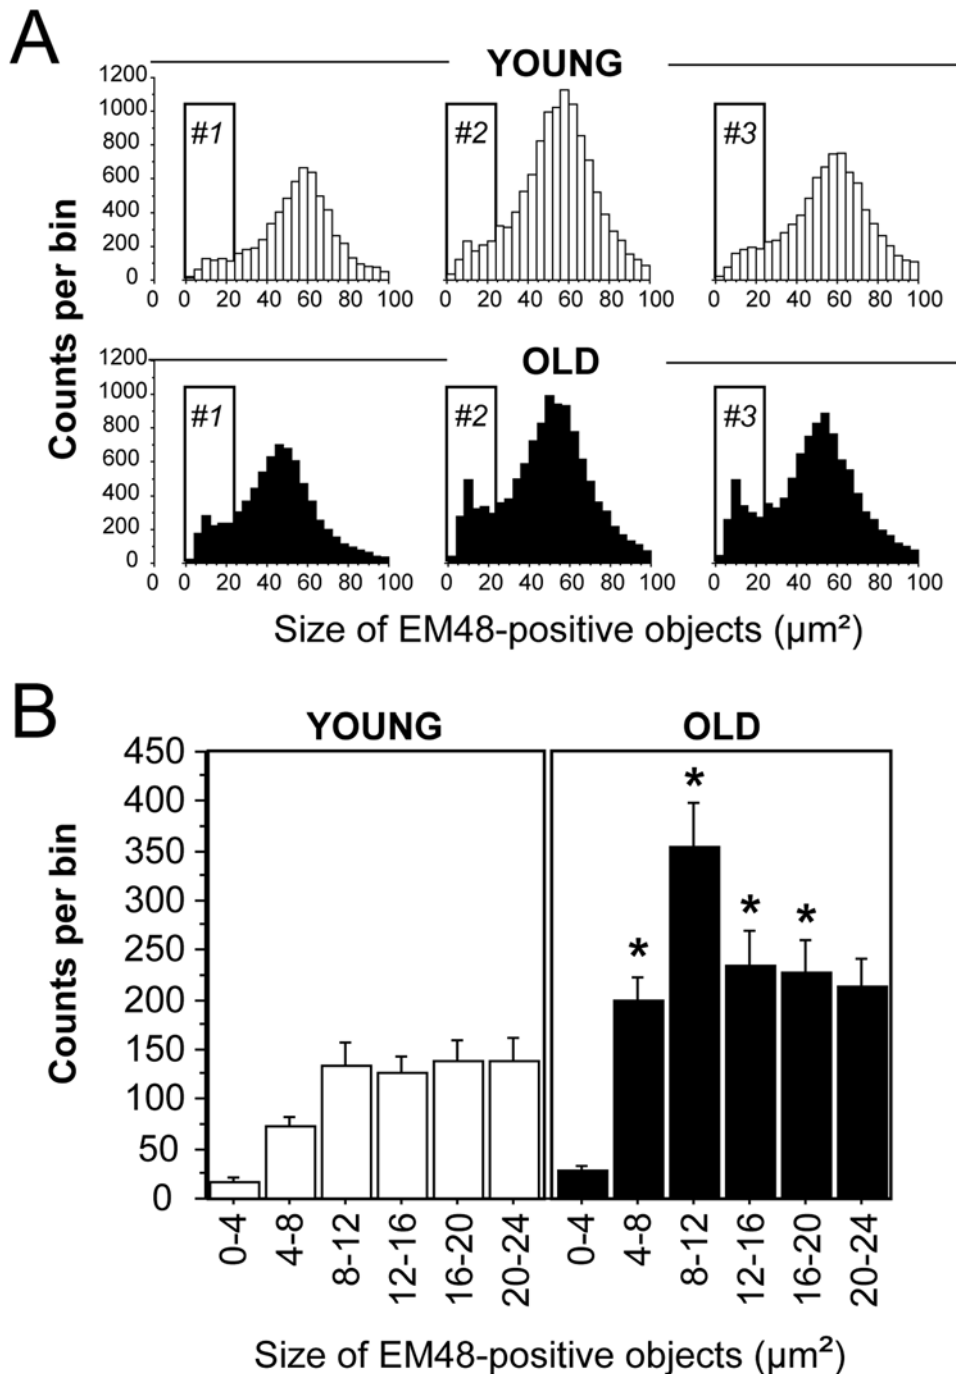 A
YOUNG
1200
1000
800
600
400
200
0
#1
#2
#3
0 0 20 40 60 80 100 0 20 40 60 80 100 0 20 40 60 80 100
Counts per bin
OLD
1200
1000
800
600
400
200
0
#1
#2
#3
0 0 20 40 60 80 100 0 20 40 60 80 100 0 20 40 60 80 100
Size of EM48-positive objects (µm²)
B
YOUNG OLD
450
400
350
300
250
200
150
100
50
0
Counts per bin
* * * *
0-4 4-8 8-12 12-16 16-20 20-24 0-4 4-8 8-12 12-16 16-20 20-24
Size of EM48-positive objects (µm²)